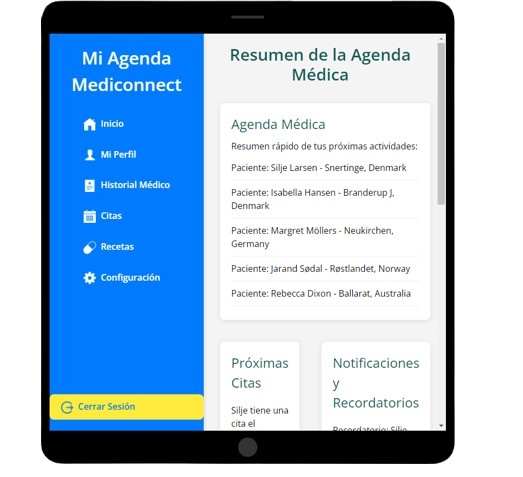 Mi Agenda
Mediconnect
Inicio
Mi Perfil
Historial Médico
Citas
Recetas
Configuración
Cerrar Sesión
Resumen de la Agenda
Médica
Agenda Médica
Resumen rápido de tus próximas actividades:
Paciente: Silje Larsen - Snertinge, Denmark
Paciente: Isabella Hansen - Branderup J,
Denmark
Paciente: Margret Möllers - Neukirchen,
Germany
Paciente: Jarand Sødal - Røstlandet, Norway
Paciente: Rebecca Dixon - Ballarat, Australia
Próximas
Citas
Silje tiene una
cita el
Notificaciones
y
Recordatorios
Recordatorio: Silje